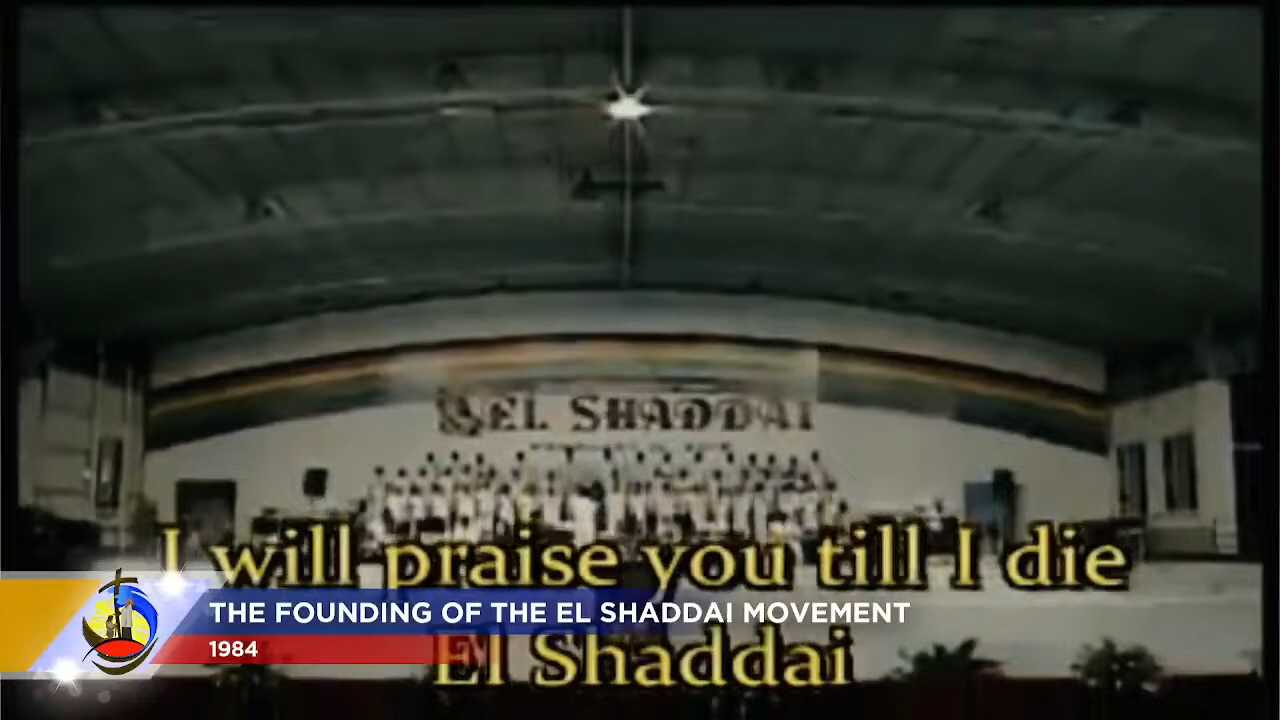 EL SHADDAI
I will praise you till I die
THE FOUNDING OF THE EL SHADDAI MOVEMENT
1984
El Shaddai